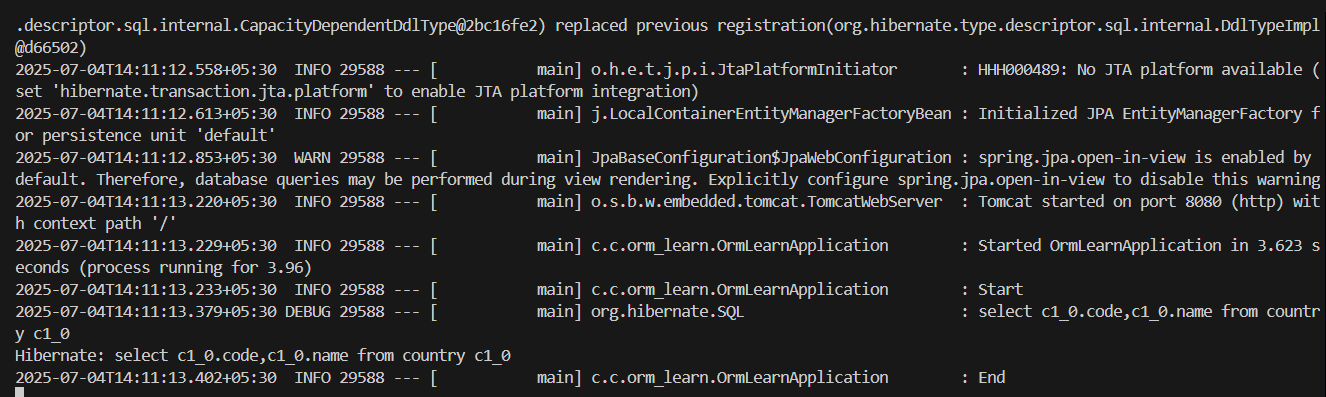 .descriptor.sql.internal.CapacityDependentDdlType@2bc16fe2) replaced previous registration(org.hibernate.type.descriptor.sql.internal.DdlTypeImpl
@d66502)
2025-07-04T14:11:12.558+05:30  INFO 29588 --- [           main] o.h.e.t.j.p.i.JtaPlatformInitiator       : HHH000489: No JTA platform available (
set 'hibernate.transaction.jta.platform' to enable JTA platform integration)
2025-07-04T14:11:12.613+05:30  INFO 29588 --- [           main] j.LocalContainerEntityManagerFactoryBean : Initialized JPA EntityManagerFactory f
or persistence unit 'default'
2025-07-04T14:11:12.853+05:30  WARN 29588 --- [           main] JpaBaseConfiguration$JpaWebConfiguration : spring.jpa.open-in-view is enabled by
default. Therefore, database queries may be performed during view rendering. Explicitly configure spring.jpa.open-in-view to disable this warning
2025-07-04T14:11:13.220+05:30  INFO 29588 --- [           main] o.s.b.w.embedded.tomcat.TomcatWebServer  : Tomcat started on port 8080 (http) wit
h context path '/'
2025-07-04T14:11:13.229+05:30  INFO 29588 --- [           main] c.c.orm_learn.OrmLearnApplication        : Started OrmLearnApplication in 3.623 s
econds (process running for 3.96)
2025-07-04T14:11:13.233+05:30  INFO 29588 --- [           main] c.c.orm_learn.OrmLearnApplication        : Start
2025-07-04T14:11:13.379+05:30 DEBUG 29588 --- [           main] org.hibernate.SQL                        : select c1_0.code,c1_0.name from countr
y c1_0
Hibernate: select c1_0.code,c1_0.name from country c1_0
2025-07-04T14:11:13.402+05:30  INFO 29588 --- [           main] c.c.orm_learn.OrmLearnApplication        : End